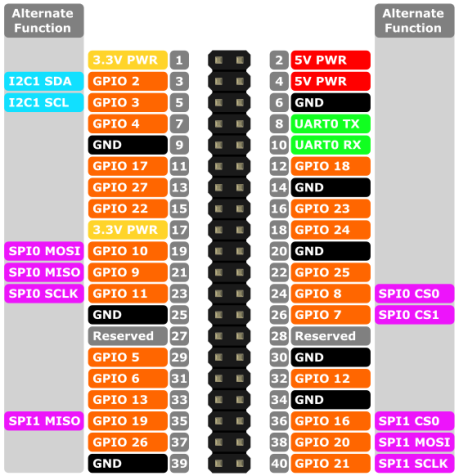 Alternate Function Alternate Function
3.3V PWR 1 2 5V PWR
I2C1 SDA GPIO 2 3 4 5V PWR
I2C1 SCL GPIO 3 5 6 GND
GPIO 4 7 8 UART0 TX
GND 9 10 UART0 RX
GPIO 17 11 12 GPIO 18
GPIO 27 13 14 GND
GPIO 22 15 16 GPIO 23
3.3V PWR 17 18 GPIO 24
SPI0 MOSI GPIO 10 19 20 GND
SPI0 MISO GPIO 9 21 22 GPIO 25
SPI0 SCLK GPIO 11 23 24 GPIO 8 SPI0 CS0
GND 25 26 GPIO 7 SPI0 CS1
Reserved 27 28 Reserved
GPIO 5 29 30 GND
GPIO 6 31 32 GPIO 12
GPIO 13 33 34 GND
SPI1 MISO GPIO 19 35 36 GPIO 16 SPI1 CS0
GPIO 26 37 38 GPIO 20 SPI1 MOSI
GND 39 40 GPIO 21 SPI1 SCLK